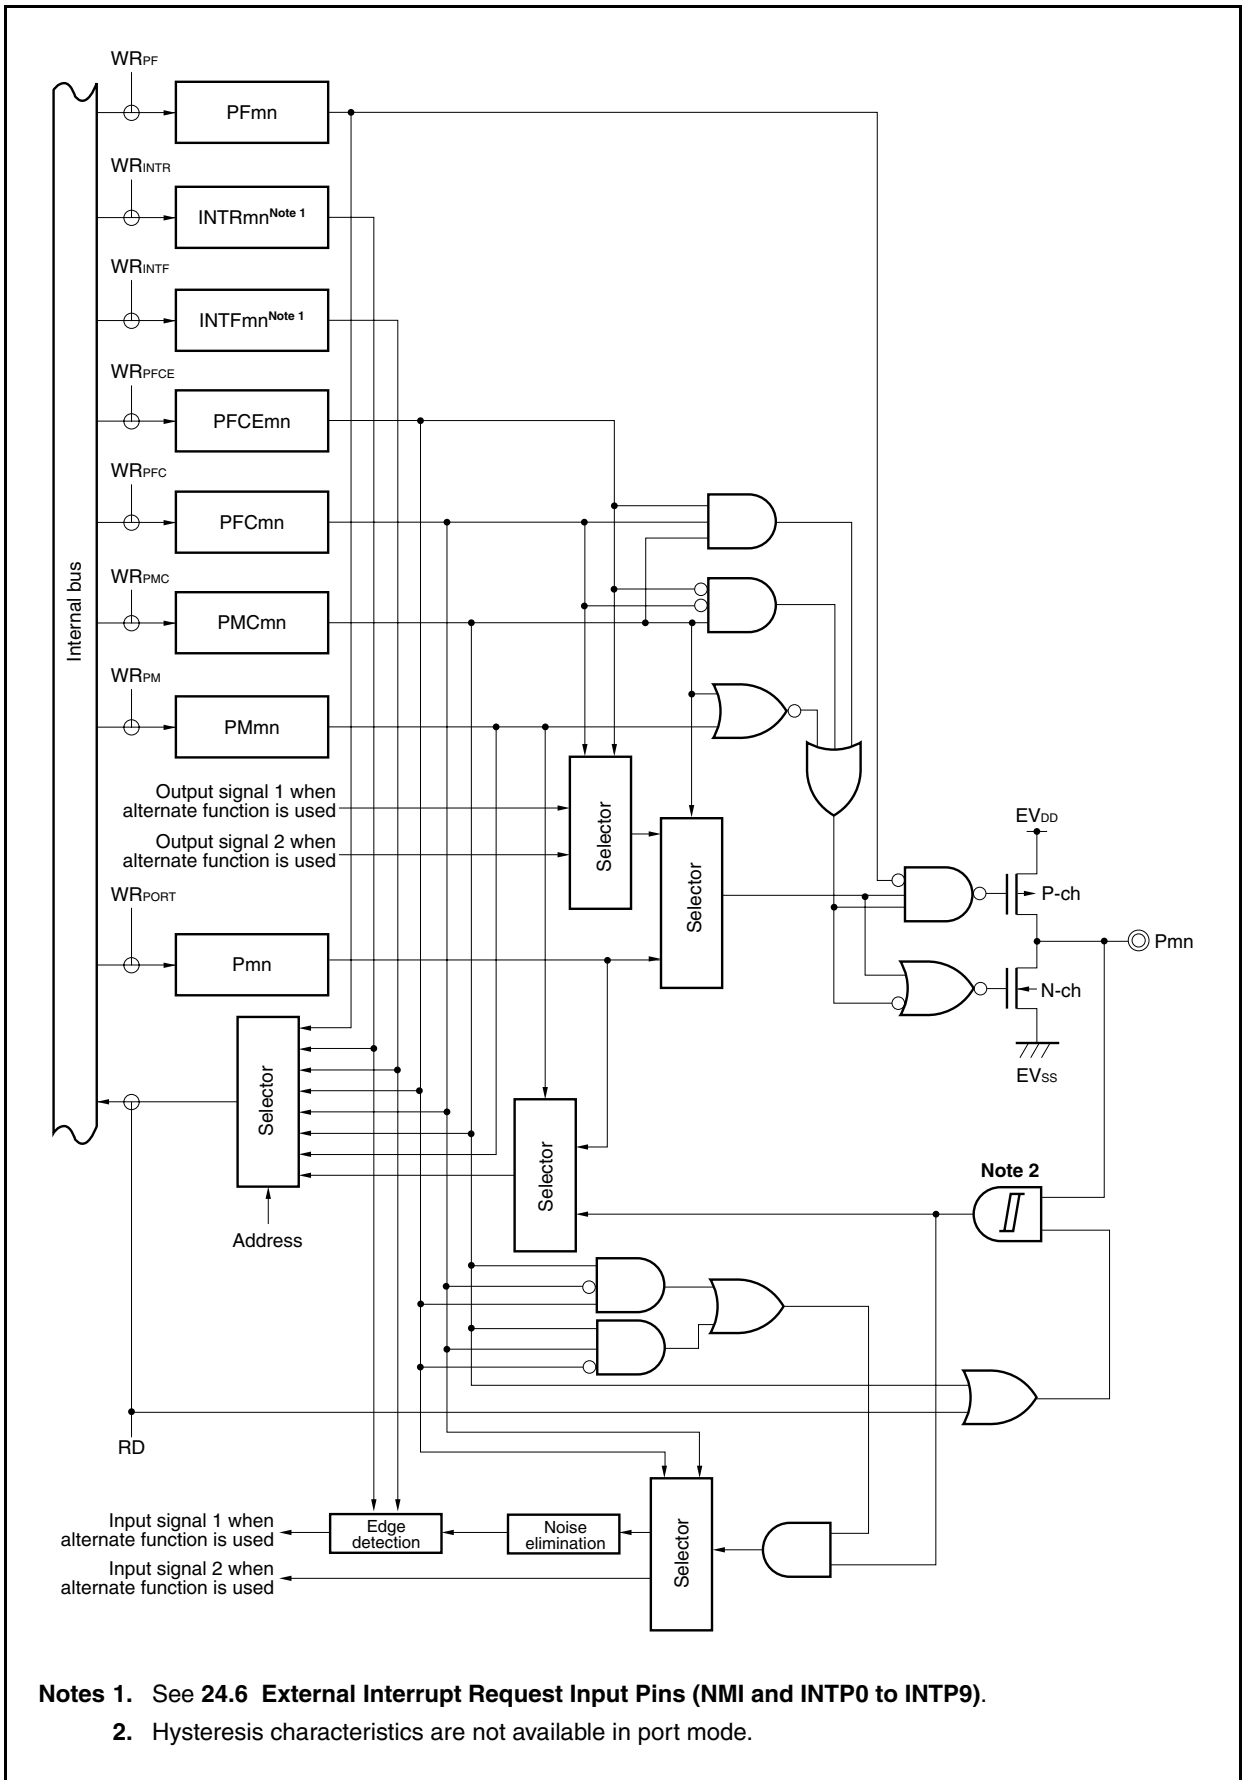 WRPF
PFmn
WRINTR
INTRmnNote 1
WRINTF
INTFmnNote 1
WRPFCE
PFCEmn
WRPFC
PFCmn
WRPMC
PMCmn
Internal bus
WRPM
PMmn
Output signal 1 when
alternate function is used
Output signal 2 when
alternate function is used
Selector
Selector
EVDD
P-ch
WRPORT
Pmn
Pmn
N-ch
EVSS
Selector
Selector
Address
Note 2
RD
Input signal 1 when
alternate function is used
Edge
detection
Noise
elimination
Selector
Input signal 2 when
alternate function is used
Notes 1. See 24.6 External Interrupt Request Input Pins (NMI and INTP0 to INTP9).
2. Hysteresis characteristics are not available in port mode.